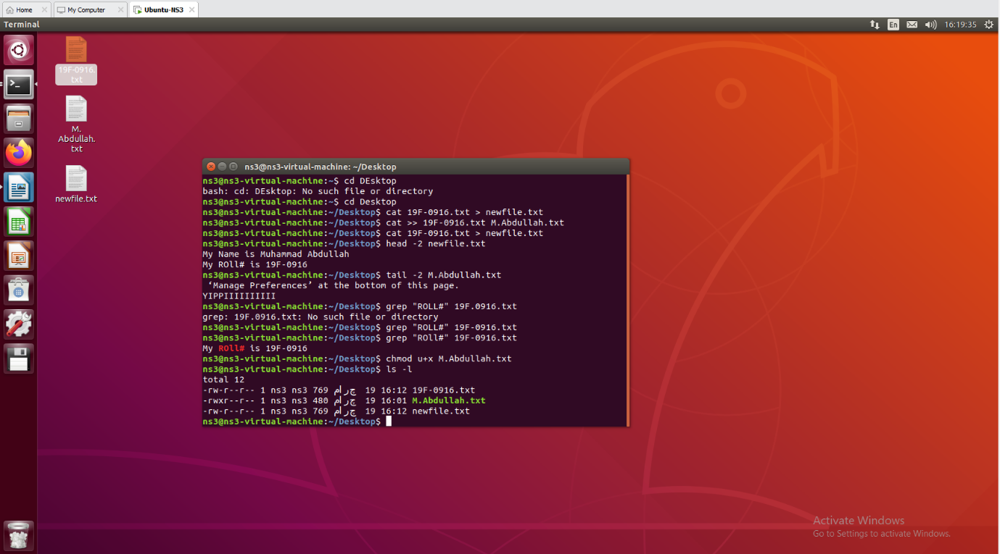 Home
My Computer
Ubuntu-NS3
Terminal
En
16:19:35
19F-0916.
txt
M.
Abdullah.
txt
newfile.txt
ns3@ns3-virtual-machine: ~/Desktop
ns3@ns3-virtual-machine:~$ cd DEsktop
bash: cd: DEsktop: No such file or directory
ns3@ns3-virtual-machine:~$ cd Desktop
ns3@ns3-virtual-machine:~/Desktop$ cat 19F-0916.txt > newfile.txt
ns3@ns3-virtual-machine:~/Desktop$ cat >> 19F-0916.txt M.Abdullah.txt
ns3@ns3-virtual-machine:~/Desktop$ cat 19F-0916.txt > newfile.txt
ns3@ns3-virtual-machine:~/Desktop$ head -2 newfile.txt
My Name is Muhammad Abdullah
My ROll# is 19F-0916
ns3@ns3-virtual-machine:~/Desktop$ tail -2 M.Abdullah.txt
‘Manage Preferences’ at the bottom of this page.
YIPPIIIIIIIIII
ns3@ns3-virtual-machine:~/Desktop$ grep "ROLL#" 19F.0916.txt
grep: 19F.0916.txt: No such file or directory
ns3@ns3-virtual-machine:~/Desktop$ grep "ROLL#" 19F-0916.txt
ns3@ns3-virtual-machine:~/Desktop$ grep "ROll#" 19F-0916.txt
My ROll# is 19F-0916
ns3@ns3-virtual-machine:~/Desktop$ chmod u+x M.Abdullah.txt
ns3@ns3-virtual-machine:~/Desktop$ ls -l
total 12
-rw-r--r-- 1 ns3 ns3 769 مارچ 19 16:12 19F-0916.txt
-rwxr--r-- 1 ns3 ns3 480 مارچ 19 16:01 M.Abdullah.txt
-rw-r--r-- 1 ns3 ns3 769 مارچ 19 16:12 newfile.txt
ns3@ns3-virtual-machine:~/Desktop$
Activate Windows
Go to Settings to activate Windows.